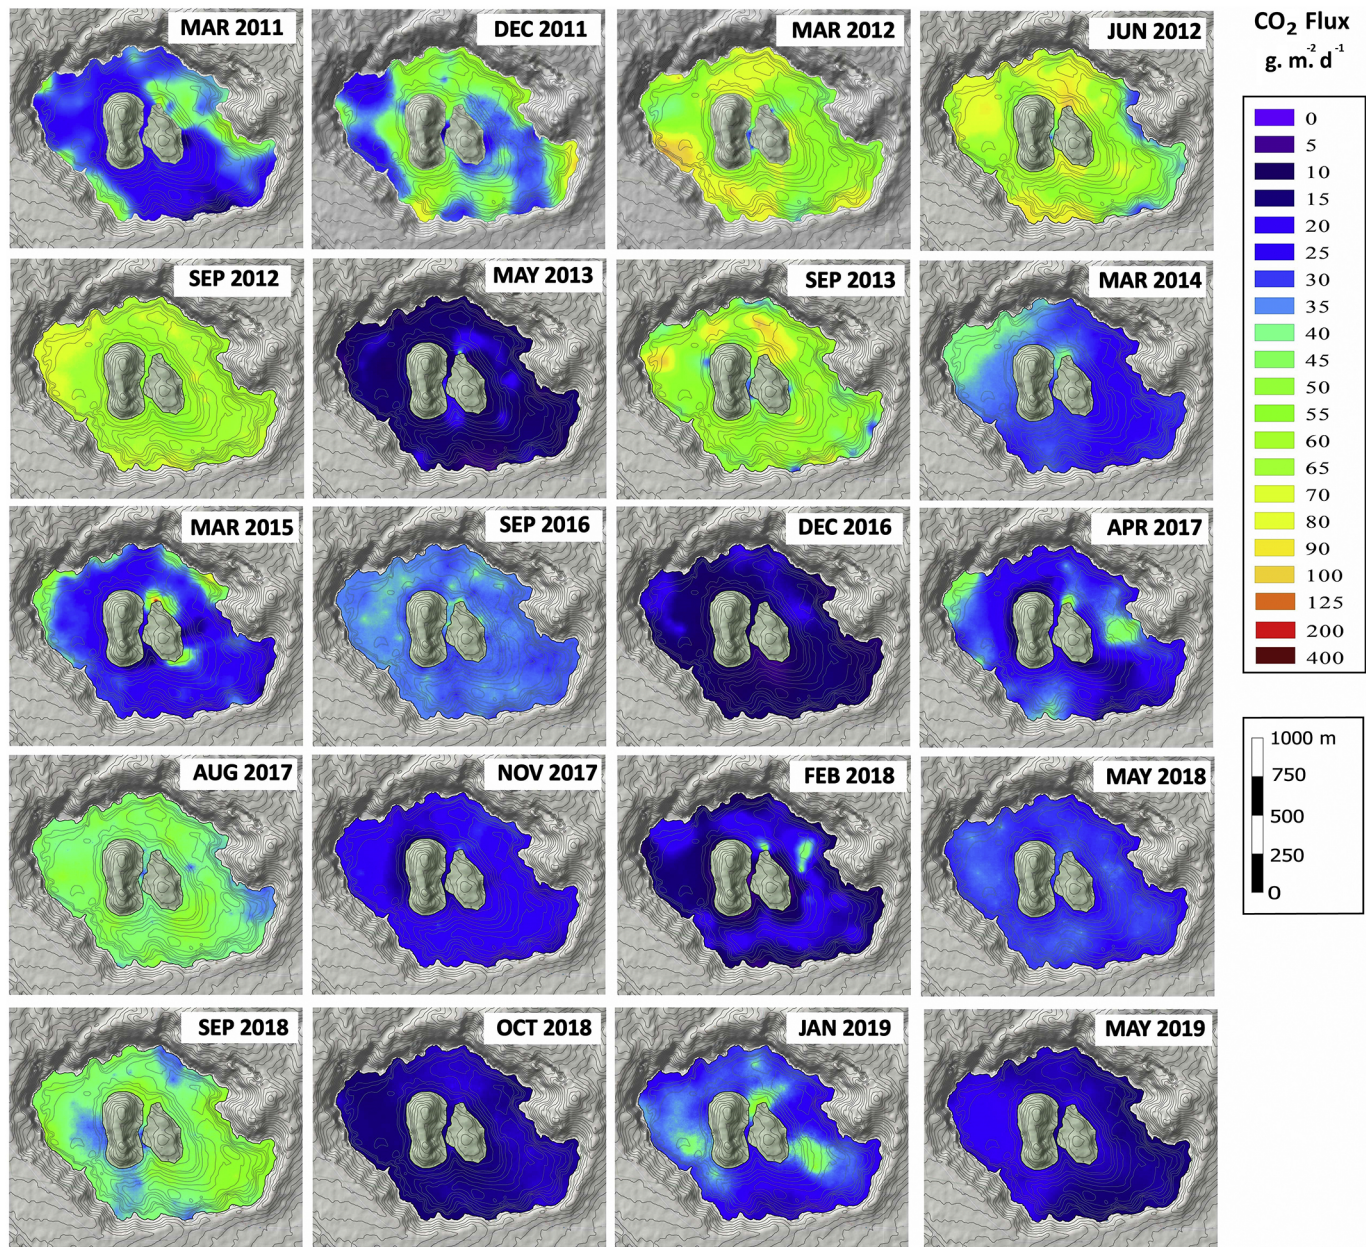 MAR 2011
DEC 2011
MAR 2012
JUN 2012
SEP 2012
MAY 2013
SEP 2013
MAR 2014
MAR 2015
SEP 2016
DEC 2016
APR 2017
AUG 2017
NOV 2017
FEB 2018
MAY 2018
SEP 2018
OCT 2018
JAN 2019
MAY 2019
CO₂ Flux
g. m.⁻² d⁻¹
0
5
10
15
20
25
30
35
40
45
50
55
60
65
70
80
90
100
125
200
400
1000 m
750
500
250
0